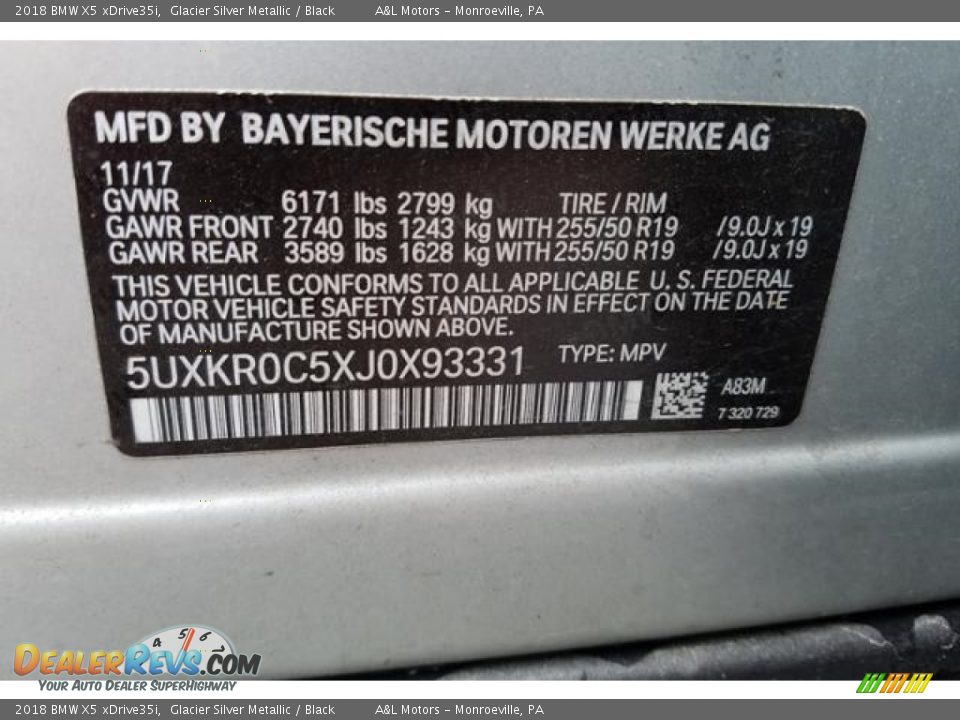 2018 BMW X5 xDrive35i, Glacier Silver Metallic / Black A&L Motors - Monroeville, PA
MFD BY BAYERISCHE MOTOREN WERKE AG
11/17
GVWR 6171 lbs 2799 kg TIRE / RIM
GAWR FRONT 2740 lbs 1243 kg WITH 255/50 R19 /9.0J x 19
GAWR REAR 3589 lbs 1628 kg WITH 255/50 R19 /9.0J x 19
THIS VEHICLE CONFORMS TO ALL APPLICABLE U. S. FEDERAL
MOTOR VEHICLE SAFETY STANDARDS IN EFFECT ON THE DATE
OF MANUFACTURE SHOWN ABOVE.
5UXKR0C5XJ0X93331 TYPE: MPV
A83M
7 320 729
4 5 6 7
DEALERREVS.COM
YOUR AUTO DEALER SUPERHIGHWAY
2018 BMW X5 xDrive35i, Glacier Silver Metallic / Black A&L Motors - Monroeville, PA